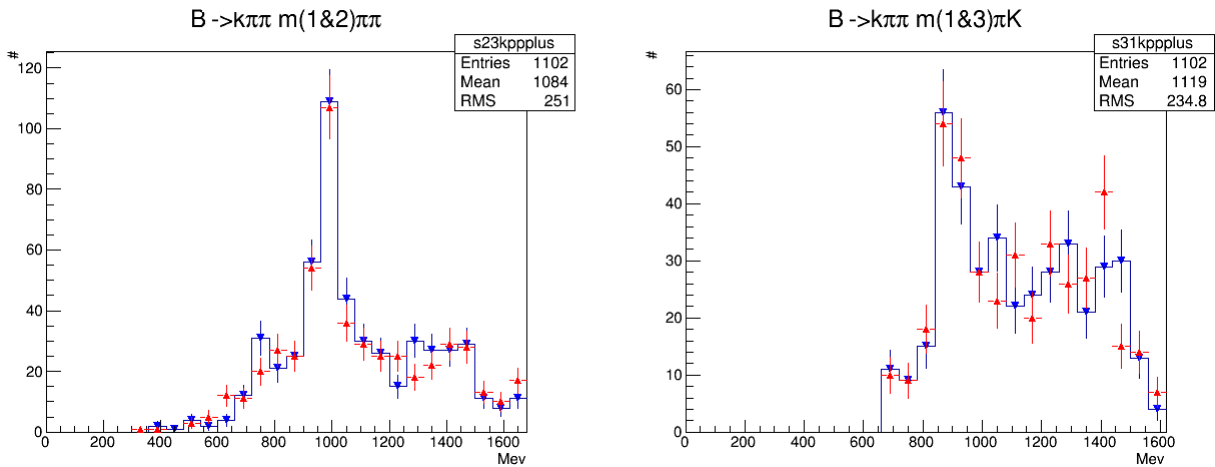 B ->kππ m(1&2)ππ
s23kppplus
Entries 1102
Mean 1084
RMS 251
#
120
100
80
60
40
20
0
0 200 400 600 800 1000 1200 1400 1600
Mev
B ->kππ m(1&3)πK
s31kppplus
Entries 1102
Mean 1119
RMS 234.8
#
60
50
40
30
20
10
0
0 200 400 600 800 1000 1200 1400 1600
Mev